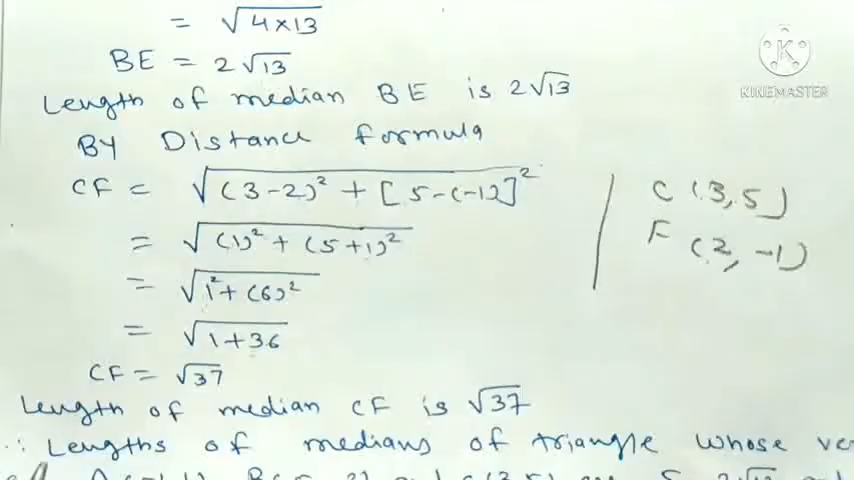 = √4×13
BE = 2√13
Length of median BE is 2√13
By Distance formula
CF = √(3-2)² + [5-(-1)]²
= √(1)² + (5+1)²
= √1² + (6)²
= √1+36
CF = √37
Length of median CF is √37
∴ Lengths of medians of triangle whose ve
C (3,5)
F (2,-1)
K
KINEMASTER